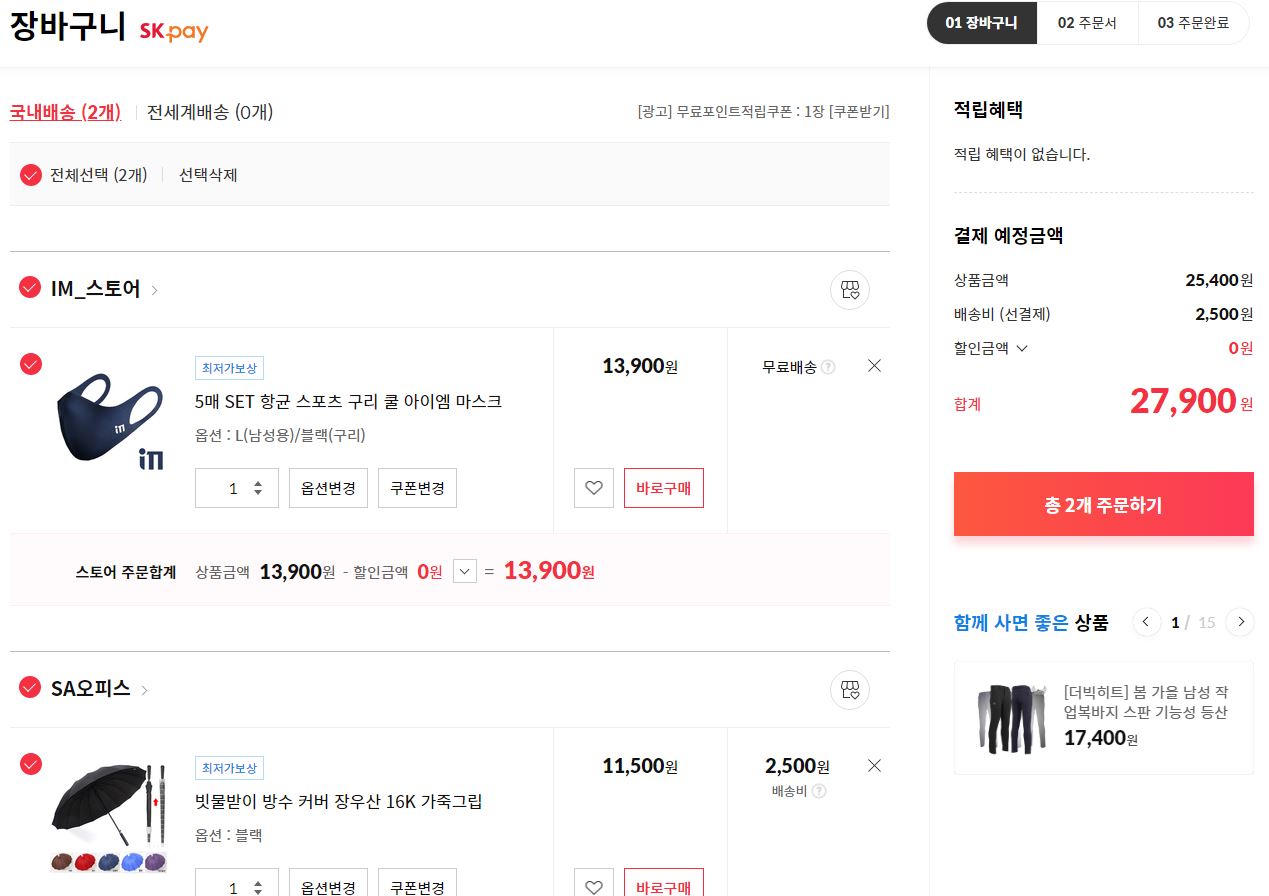 장바구니 SK pay
01 장바구니 02 주문서 03 주문완료
국내배송 (2개) 전세계배송 (0개)
[광고] 무료포인트적립쿠폰 : 1장 [쿠폰받기]
전체선택 (2개) 선택삭제
IM_스토어
최저가보상
5매 SET 항균 스포츠 구리 쿨 아이엠 마스크
옵션 : L(남성용)/블랙(구리)
1 옵션변경 쿠폰변경
13,900원
바로구매
무료배송 ?
스토어 주문합계 상품금액 13,900원 - 할인금액 0원 = 13,900원
SA오피스
최저가보상
빗물받이 방수 커버 장우산 16K 가죽그립
옵션 : 블랙
1 옵션변경 쿠폰변경
11,500원
바로구매
2,500원
배송비 ?
적립혜택
적립 혜택이 없습니다.
결제 예정금액
상품금액 25,400원
배송비 (선결제) 2,500원
할인금액 0원
합계 27,900원
총 2개 주문하기
함께 사면 좋은 상품 1 / 15
[더빅히트] 봄 가을 남성 작
업복바지 스판 기능성 등산
17,400원